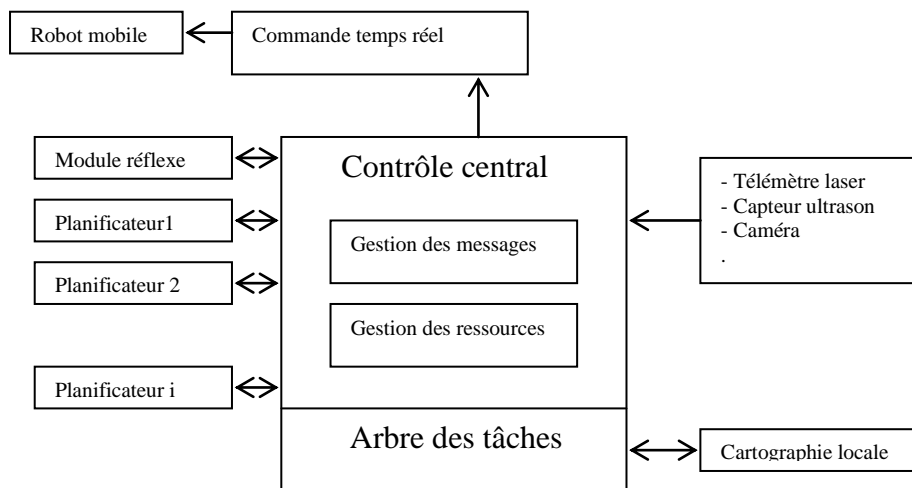 Robot mobile
Commande temps réel
Module réflexe
Planificateur1
Planificateur 2
Planificateur i
Contrôle central
Gestion des messages
Gestion des ressources
Arbre des tâches
- Télémètre laser
- Capteur ultrason
- Caméra
.
Cartographie locale